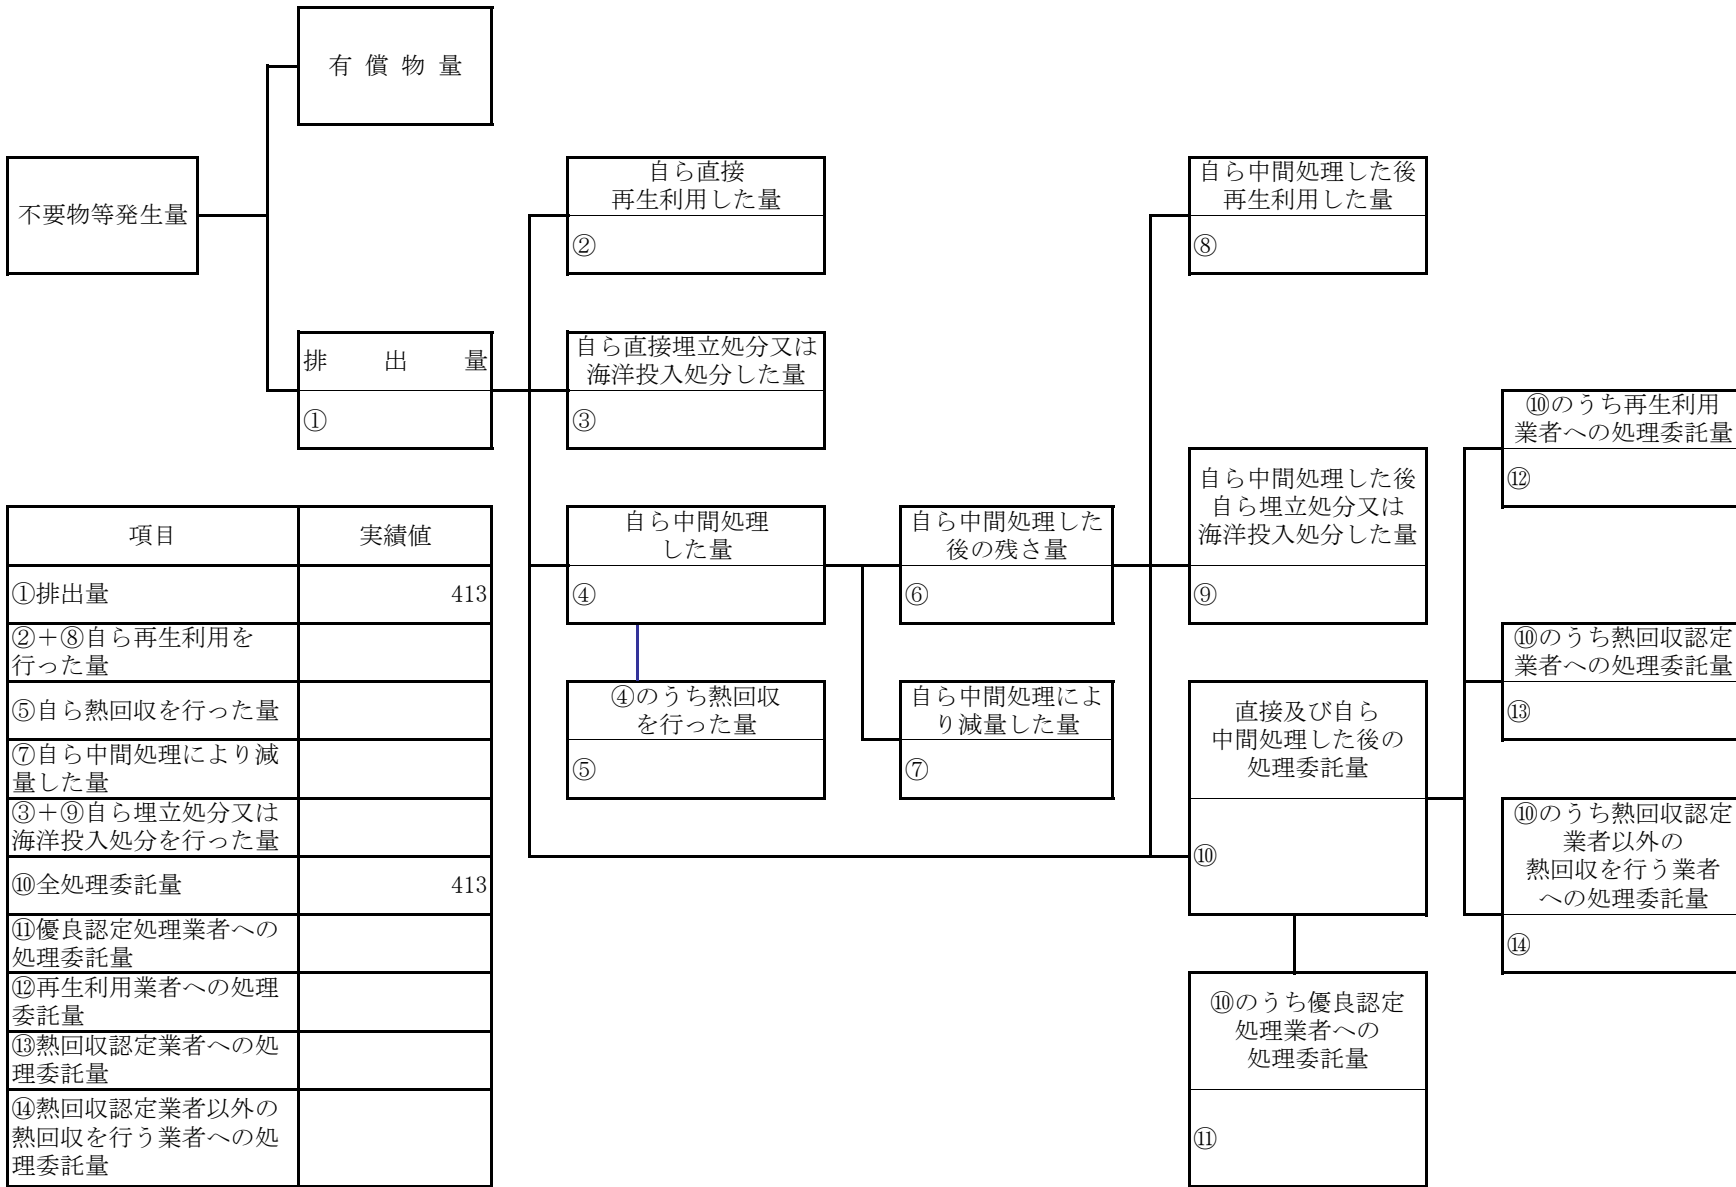 有償物量
不要物等発生量
自ら直接
再生利用した量
②
自ら中間処理した後
再生利用した量
⑧
排出量
①
自ら直接埋立処分又は
海洋投入処分した量
③
⑩のうち再生利用
業者への処理委託量
⑫
自ら中間処理した後
自ら埋立処分又は
海洋投入処分した量
⑨
自ら中間処理
した量
④
自ら中間処理した
後の残さ量
⑥
⑩のうち熱回収認定
業者への処理委託量
⑬
④のうち熱回収
を行った量
⑤
自ら中間処理によ
り減量した量
⑦
直接及び自ら
中間処理した後の
処理委託量
⑩
⑩のうち熱回収認定
業者以外の
熱回収を行う業者
への処理委託量
⑭
⑩のうち優良認定
処理業者への
処理委託量
⑪
項目 実績値
①排出量 413
②+⑧自ら再生利用を
行った量
⑤自ら熱回収を行った量
⑦自ら中間処理により減
量した量
③+⑨自ら埋立処分又は
海洋投入処分を行った量
⑩全処理委託量 413
⑪優良認定処理業者への
処理委託量
⑫再生利用業者への処理
委託量
⑬熱回収認定業者への処
理委託量
⑭熱回収認定業者以外の
熱回収を行う業者への処
理委託量